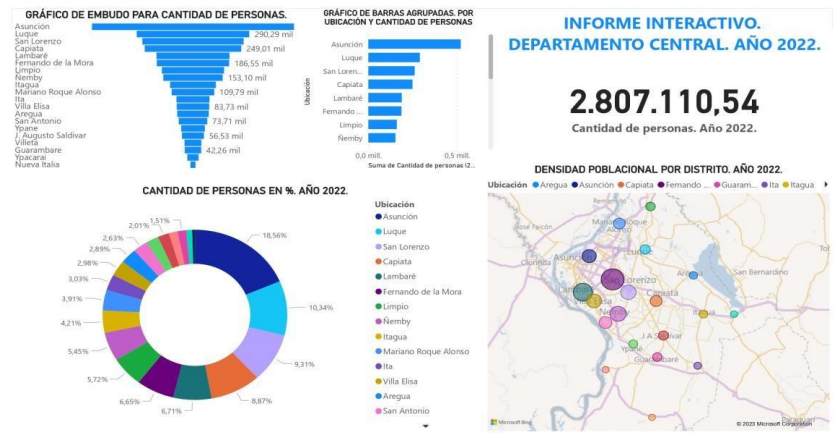 GRÁFICO DE EMBUDO PARA CANTIDAD DE PERSONAS.
Asunción
Luque
290,29 mil
San Lorenzo
Capiata
249,01 mil
Lambaré
Fernando de la Mora
186,55 mil
Limpio
Ñemby
153,10 mil
Itagua
Mariano Roque Alonso
109,79 mil
Ita
Villa Elisa
83,73 mil
Aregua
San Antonio
73,71 mil
Ypane
J. Augusto Saldivar
56,53 mil
Villeta
Guarambare
42,26 mil
Ypacarai
Nueva Italia
GRÁFICO DE BARRAS AGRUPADAS. POR
UBICACIÓN Y CANTIDAD DE PERSONAS
Ubicación
Asunción
Luque
San Loren...
Capiata
Lambaré
Fernando ...
Limpio
Ñemby
0,0 mill.
0,5 mill.
Suma de Cantidad de personas (2...
INFORME INTERACTIVO.
DEPARTAMENTO CENTRAL. AÑO 2022.
2.807.110,54
Cantidad de personas. Año 2022.
CANTIDAD DE PERSONAS EN %. AÑO 2022.
18,56%
10,34%
9,31%
8,87%
6,71%
6,65%
5,72%
5,45%
4,21%
3,91%
3,03%
2,98%
2,89%
2,63%
2,01%
1,51%
Ubicación
Asunción
Luque
San Lorenzo
Capiata
Lambaré
Fernando de la Mora
Limpio
Ñemby
Itagua
Mariano Roque Alonso
Ita
Villa Elisa
Aregua
San Antonio
DENSIDAD POBLACIONAL POR DISTRITO. AÑO 2022.
Ubicación
Aregua
Asunción
Capiata
Fernando ...
Guaram...
Ita
Itagua
José Falcón
Clorinda
Luque
San Bernardino
Capiata
J A Saldivar
Ypané
Guarambaré
Microsoft Bing
© 2023 Microsoft Corporation